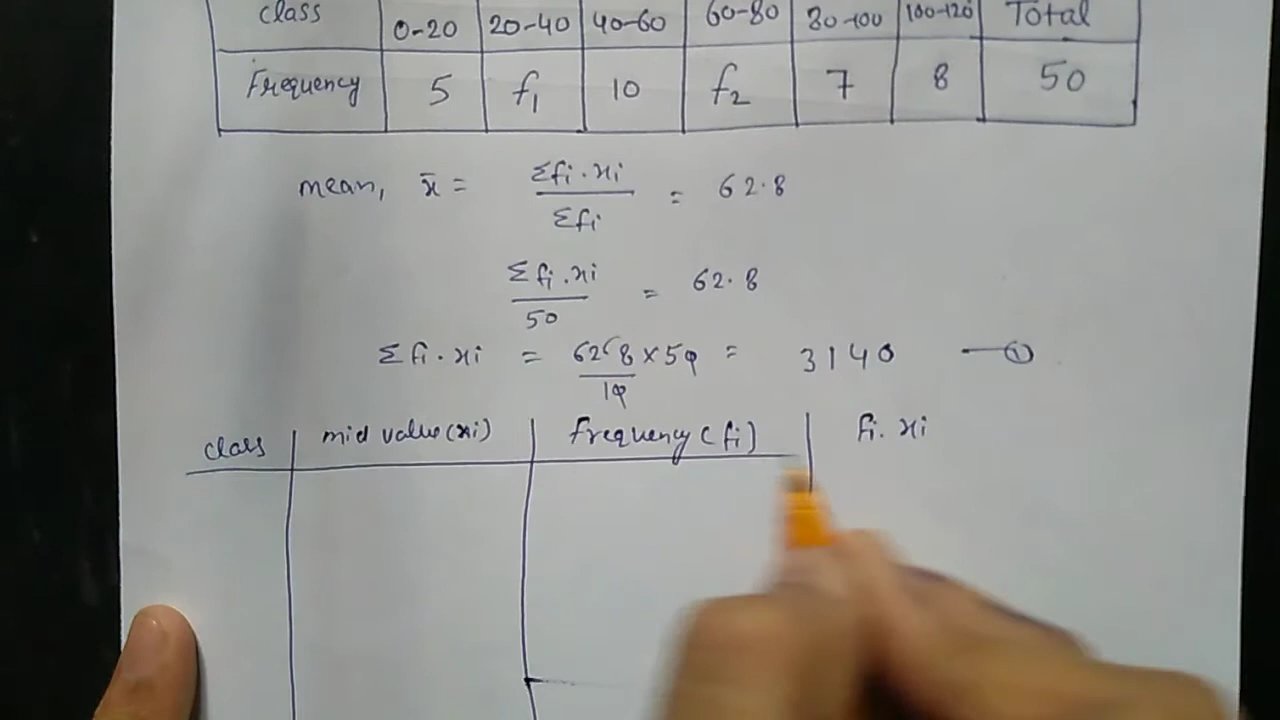 class 0-20 20-40 40-60 60-80 80-100 100-120 Total
Frequency 5 f₁ 10 f₂ 7 8 50
mean, x̄ = Σfi.xi / Σfi = 62.8
Σfi.xi / 50 = 62.8
Σfi.xi = 628 / 10 × 50 = 3140 — ①
class mid value (xi) frequency (fi) fi.xi